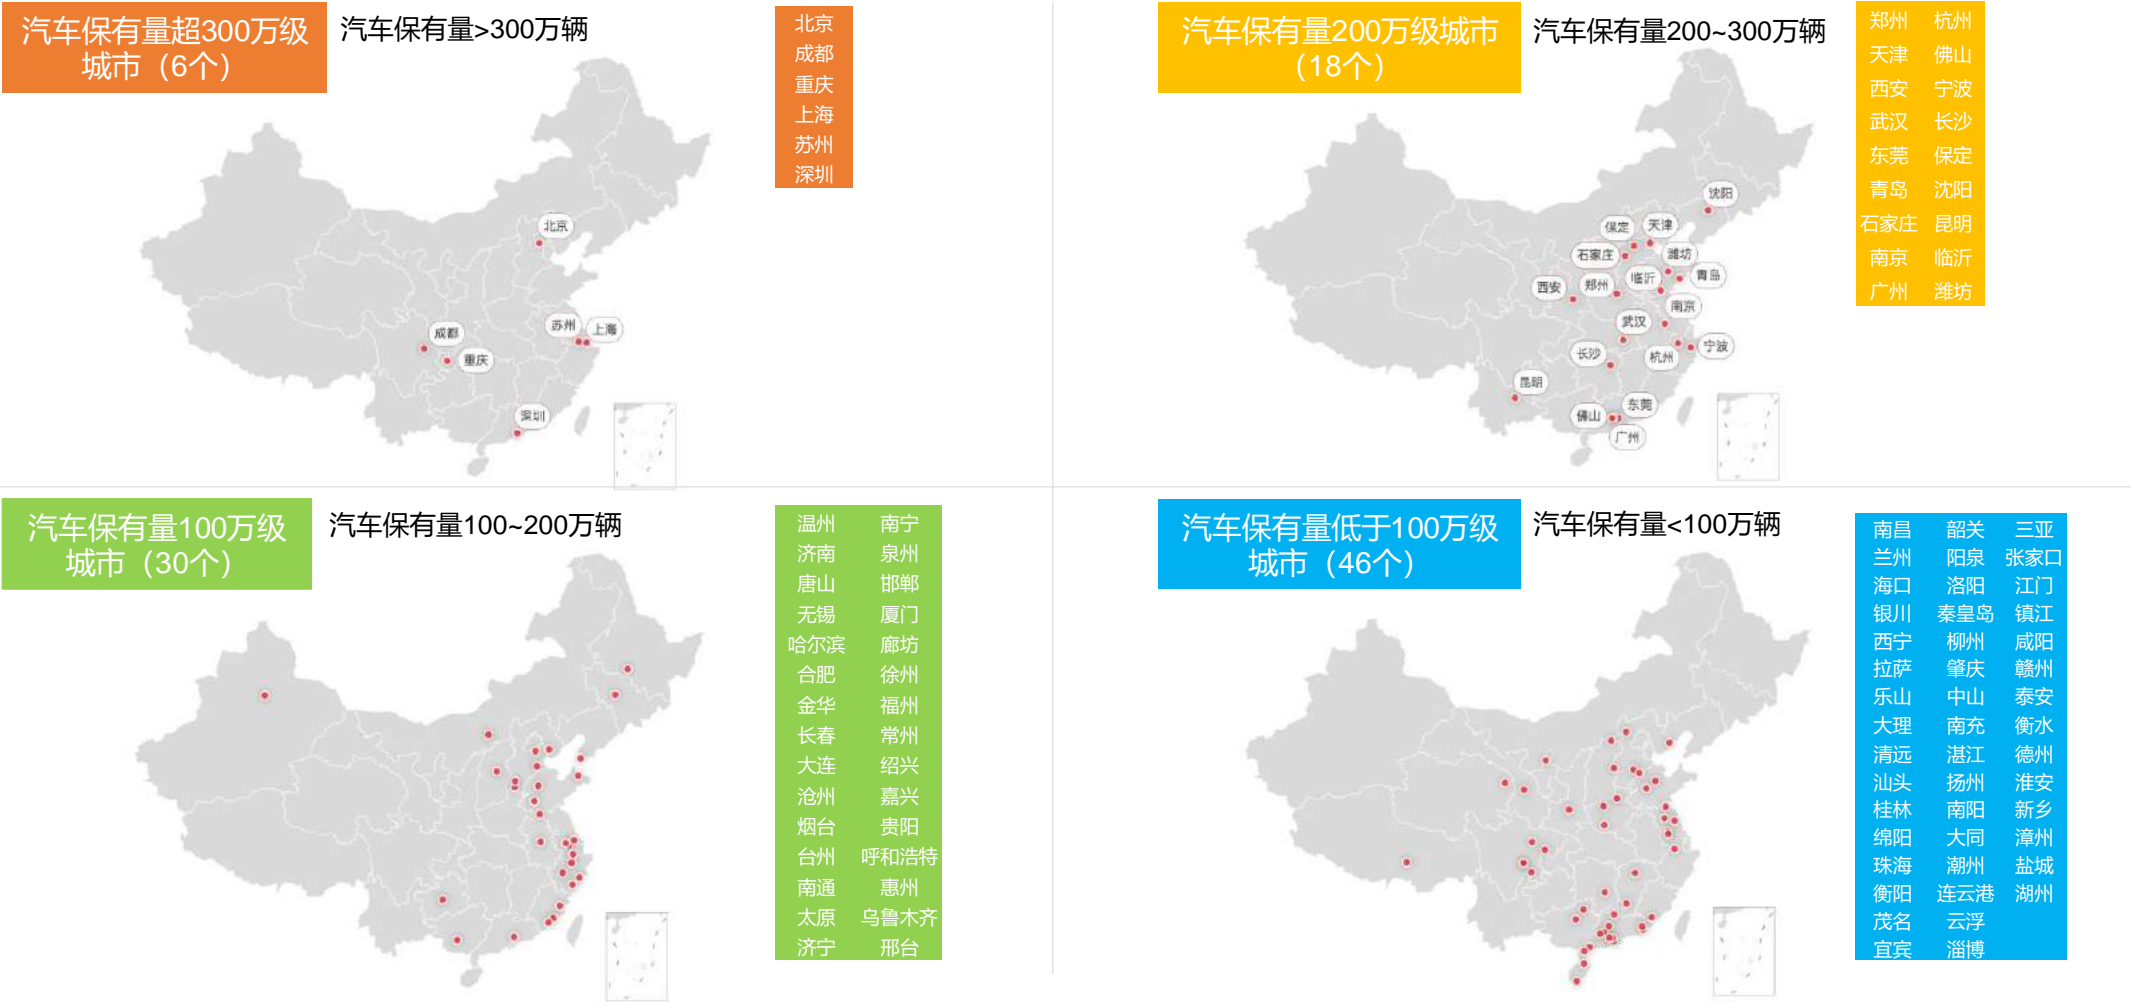 汽车保有量超300万级
城市（6个）
汽车保有量>300万辆
北京
成都
重庆
上海
苏州
深圳
北京
成都
重庆
苏州
上海
深圳
汽车保有量200万级城市
（18个）
汽车保有量200~300万辆
郑州 杭州
天津 佛山
西安 宁波
武汉 长沙
东莞 保定
青岛 沈阳
石家庄 昆明
南京 临沂
广州 潍坊
沈阳
保定 天津
石家庄 潍坊
西安 郑州 临沂 青岛
南京
武汉
长沙 杭州 宁波
昆明
佛山 东莞
广州
汽车保有量100万级
城市（30个）
汽车保有量100~200万辆
温州 南宁
济南 泉州
唐山 邯郸
无锡 厦门
哈尔滨 廊坊
合肥 徐州
金华 福州
长春 常州
大连 绍兴
沧州 嘉兴
烟台 贵阳
台州 呼和浩特
南通 惠州
太原 乌鲁木齐
济宁 邢台
汽车保有量低于100万级
城市（46个）
汽车保有量<100万辆
南昌 韶关 三亚
兰州 阳泉 张家口
海口 洛阳 江门
银川 秦皇岛 镇江
西宁 柳州 咸阳
拉萨 肇庆 赣州
乐山 中山 泰安
大理 南充 衡水
清远 湛江 德州
汕头 扬州 淮安
桂林 南阳 新乡
绵阳 大同 漳州
珠海 潮州 盐城
衡阳 连云港 湖州
茂名 云浮
宜宾 淄博